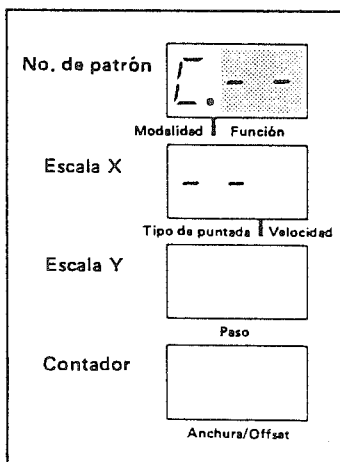 No. de patrón
C. - -
Modalidad Función
Escala X
- -
Tipo de puntada Velocidad
Escala Y
Paso
Contador
Anchura/Offset